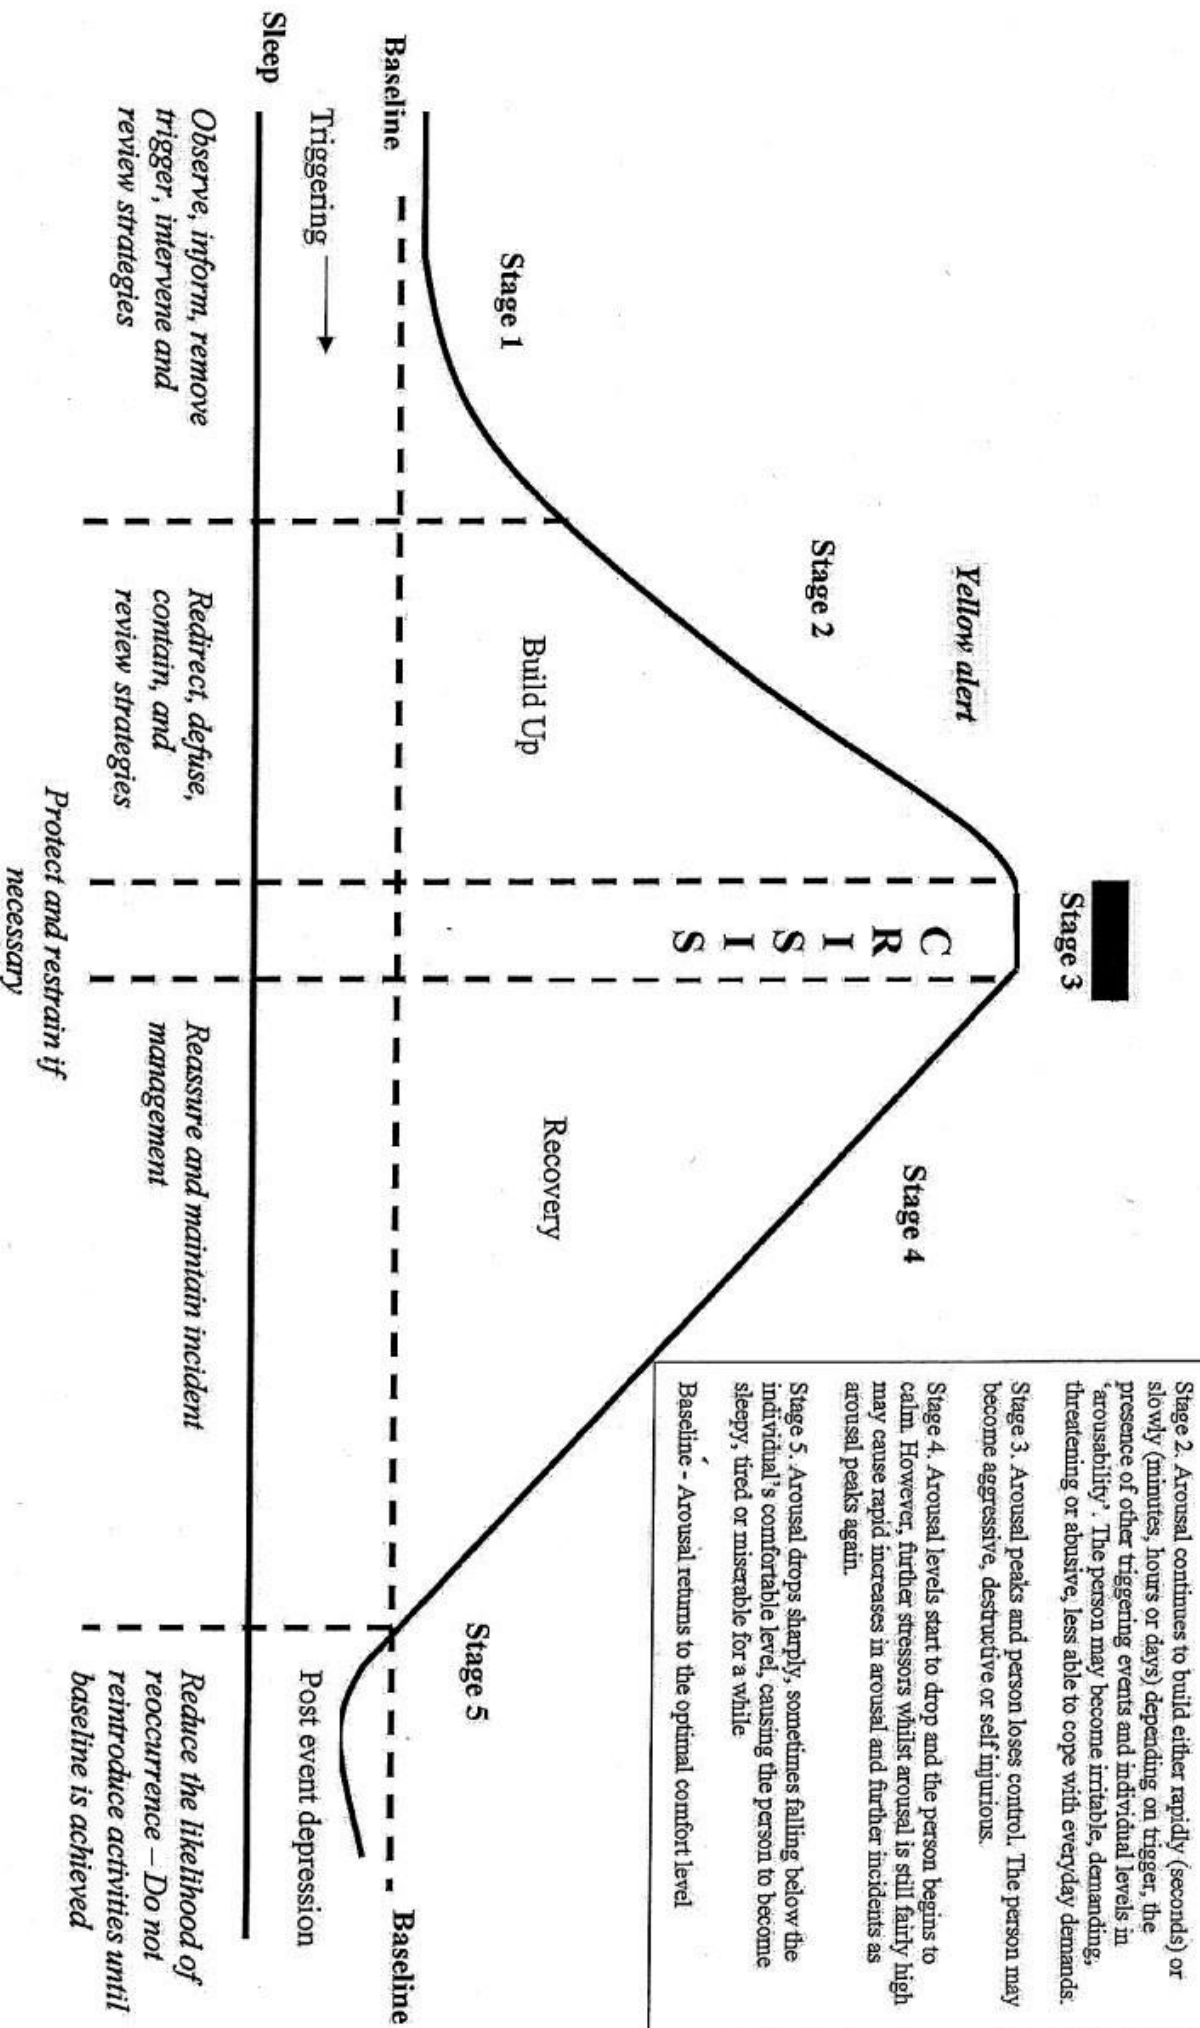 Stage 2. Arousal continues to build either rapidly (seconds) or
slowly (minutes, hours or days) depending on trigger, the
presence of other triggering events and individual levels in
‘arousability’. The person may become irritable, demanding,
threatening or abusive, less able to cope with everyday demands.
Stage 3. Arousal peaks and person loses control. The person may
become aggressive, destructive or self injurious.
Stage 4. Arousal levels start to drop and the person begins to
calm. However, further stressors whilst arousal is still fairly high
may cause rapid increases in arousal and further incidents as
arousal peaks again.
Stage 5. Arousal drops sharply, sometimes falling below the
individual's comfortable level, causing the person to become
sleepy, tired or miserable for a while
Baseline - Arousal returns to the optimal comfort level
Stage 3
Yellow alert
Stage 2
Stage 4
CRISIS
Build Up
Recovery
Stage 1
Stage 5
Baseline
Baseline
Triggering
Post event depression
Sleep
Observe, inform, remove
trigger, intervene and
review strategies
Redirect, defuse,
contain, and
review strategies
Reassure and maintain incident
management
Reduce the likelihood of
reoccurrence – Do not
reintroduce activities until
baseline is achieved
Protect and restrain if
necessary